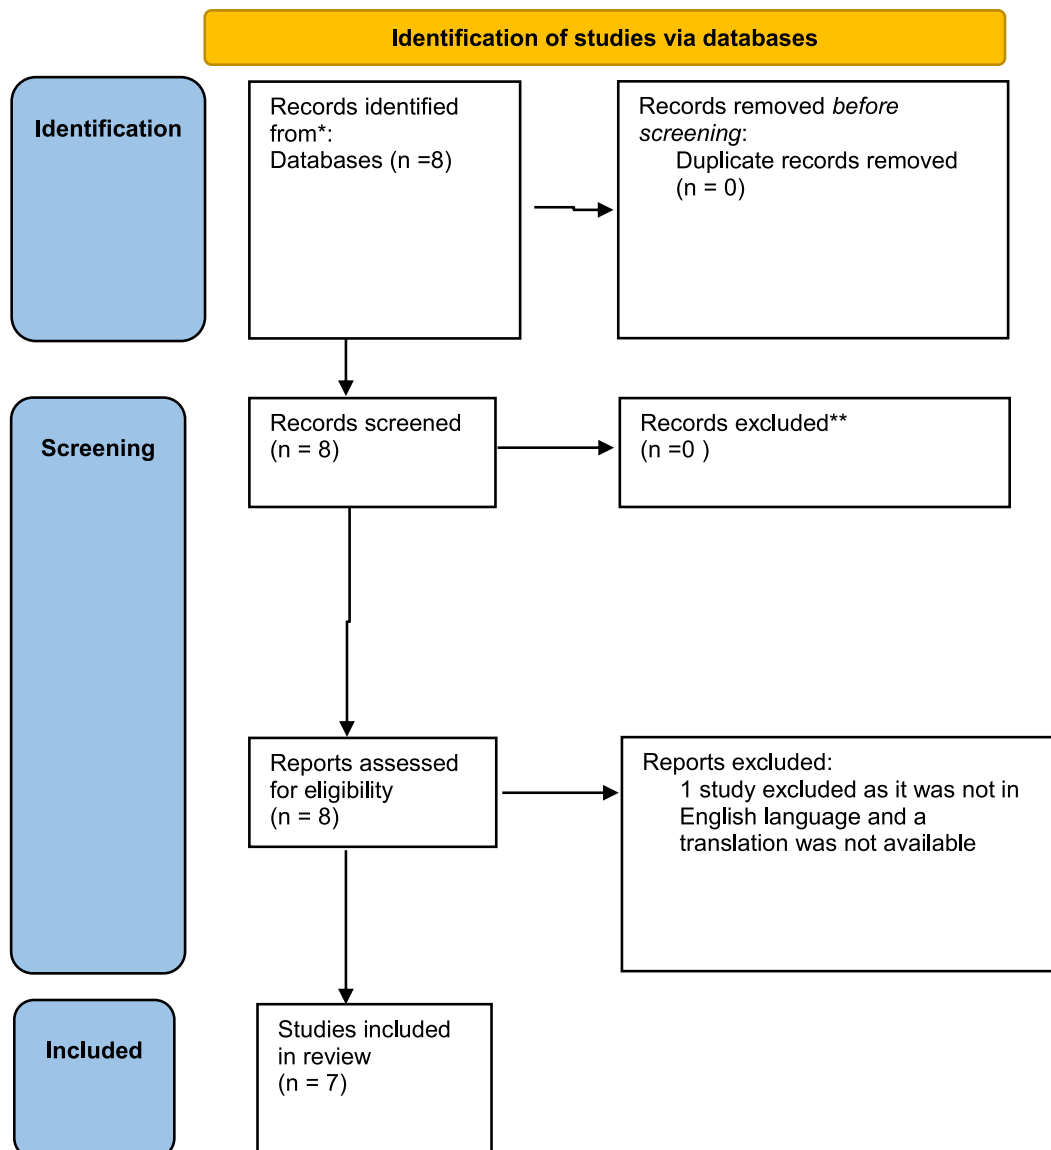 Identification of studies via databases
Identification
Records identified
from*:
Databases (n =8)
Records removed before
screening:
Duplicate records removed
(n = 0)
Screening
Records screened
(n = 8)
Records excluded**
(n =0 )
Reports assessed
for eligibility
(n = 8)
Reports excluded:
1 study excluded as it was not in
English language and a
translation was not available
Included
Studies included
in review
(n = 7)